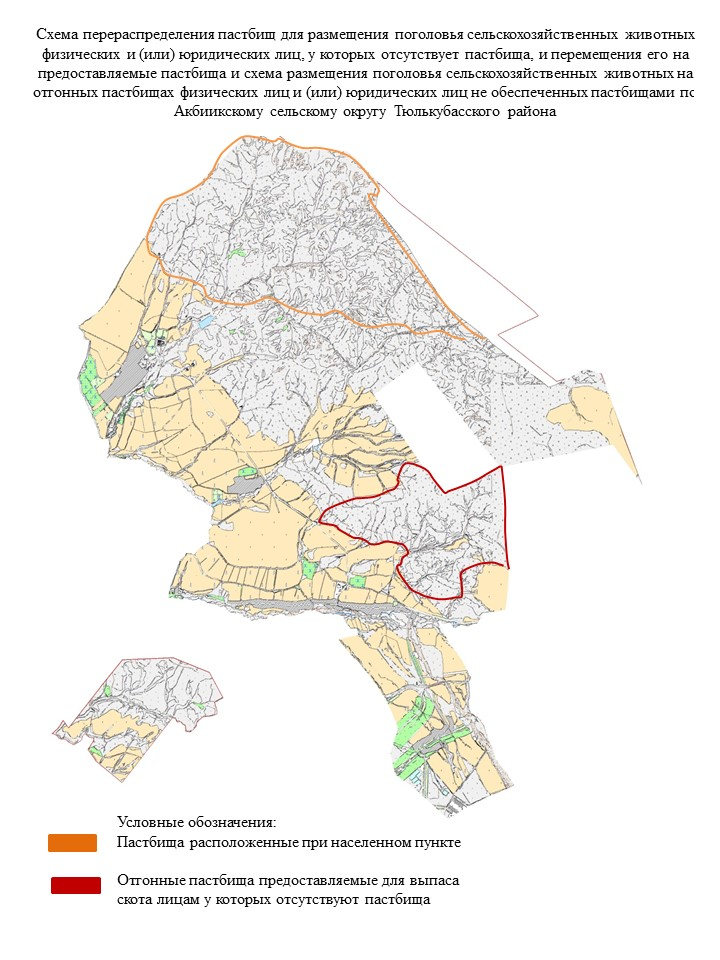 Схема перераспределения пастбищ для размещения поголовья сельскохозяйственных животных
физических и (или) юридических лиц, у которых отсутствует пастбища, и перемещения его на
предоставляемые пастбища и схема размещения поголовья сельскохозяйственных животных на
отгонных пастбищах физических лиц и (или) юридических лиц не обеспеченных пастбищами по
Акбиикскому сельскому округу Тюлькубасского района
Условные обозначения:
Пастбища расположенные при населенном пункте
Отгонные пастбища предоставляемые для выпаса
скота лицам у которых отсутствуют пастбища